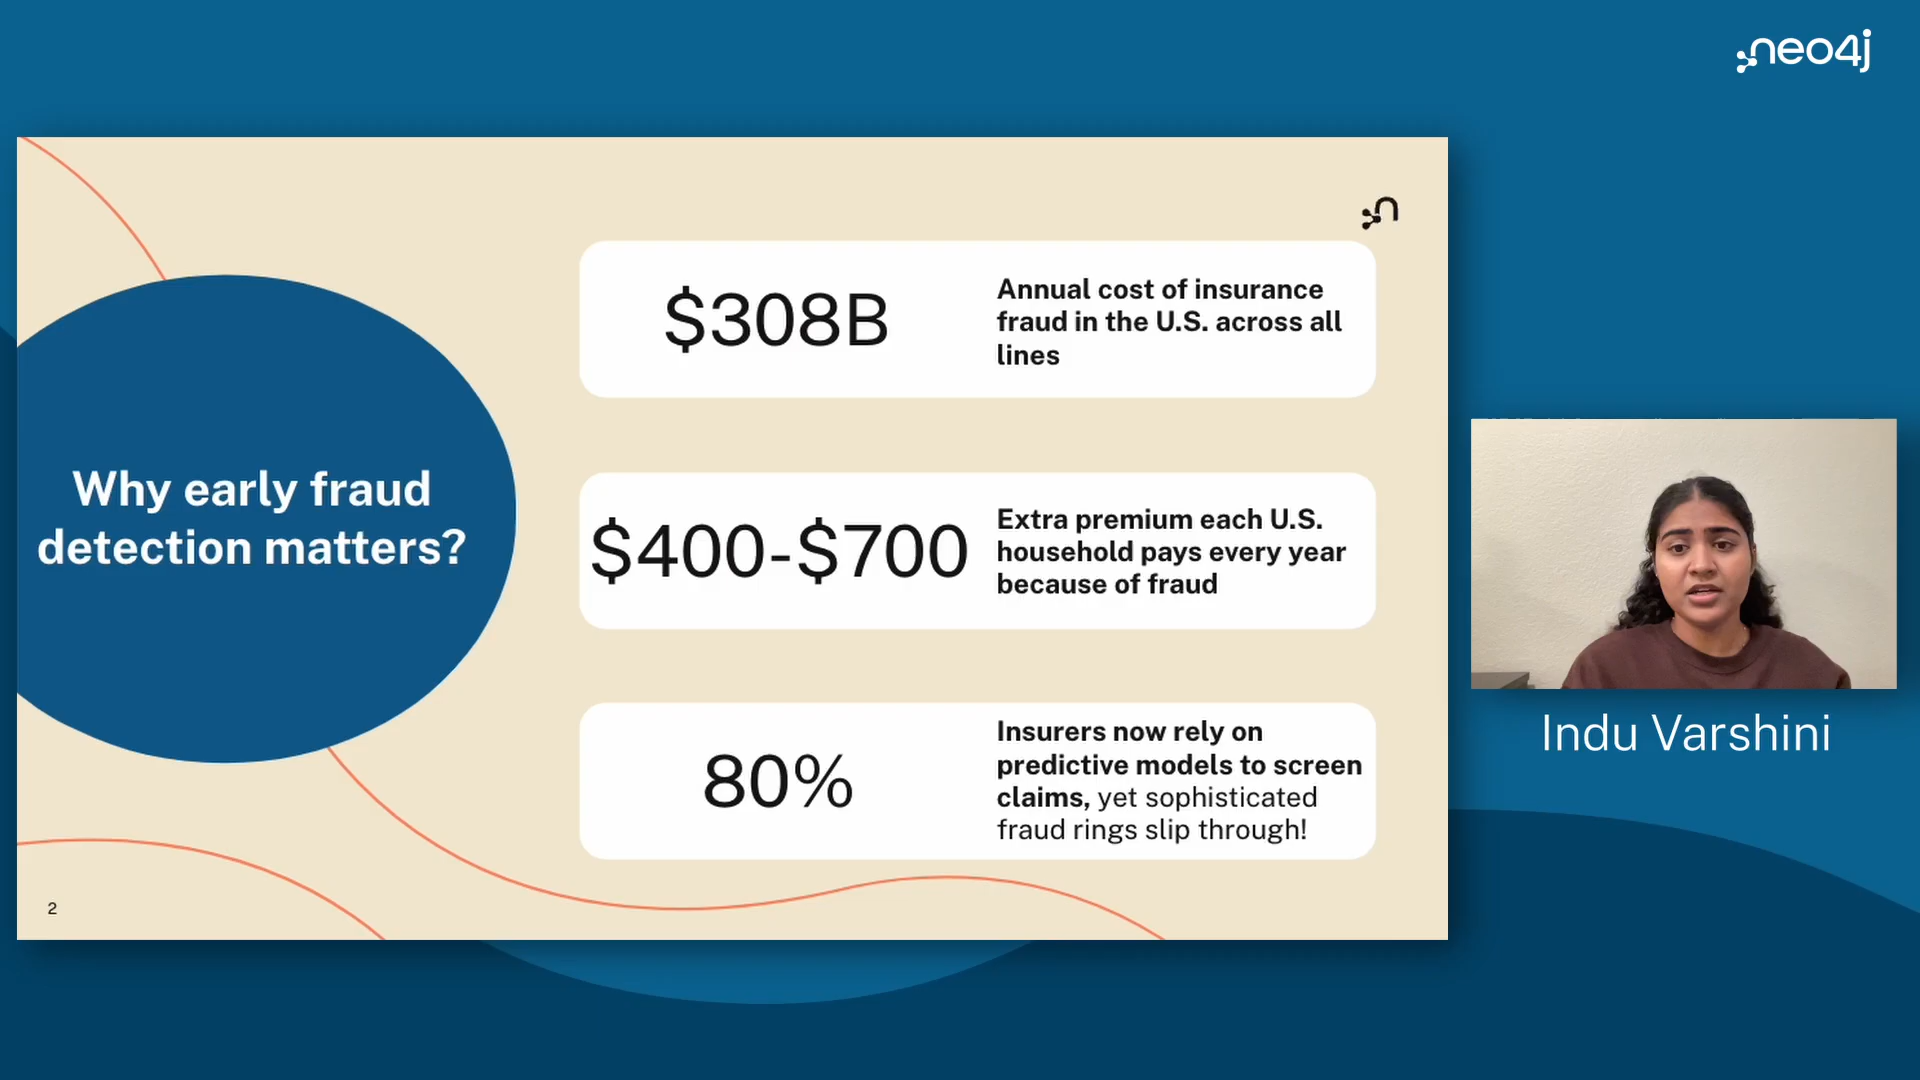 neo4j
Why early fraud
detection matters?
$308B
Annual cost of insurance
fraud in the U.S. across all
lines
$400-$700
Extra premium each U.S.
household pays every year
because of fraud
80%
Insurers now rely on
predictive models to screen
claims, yet sophisticated
fraud rings slip through!
2
Indu Varshini